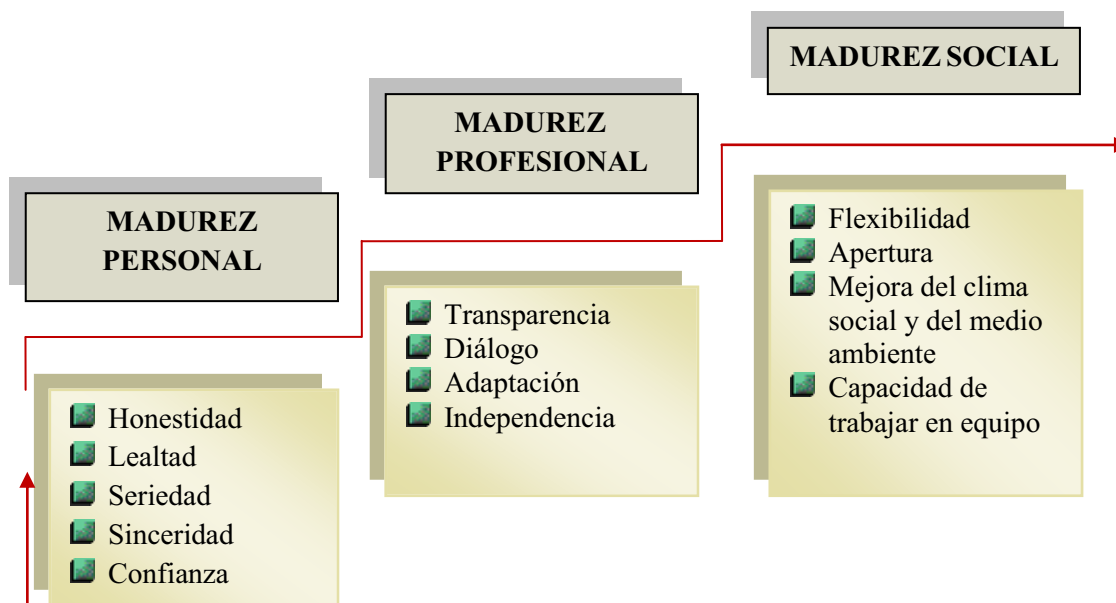 MADUREZ SOCIAL
MADUREZ
PROFESIONAL
MADUREZ
PERSONAL
Flexibilidad
Apertura
Mejora del clima
social y del medio
ambiente
Capacidad de
trabajar en equipo
Transparencia
Diálogo
Adaptación
Independencia
Honestidad
Lealtad
Seriedad
Sinceridad
Confianza